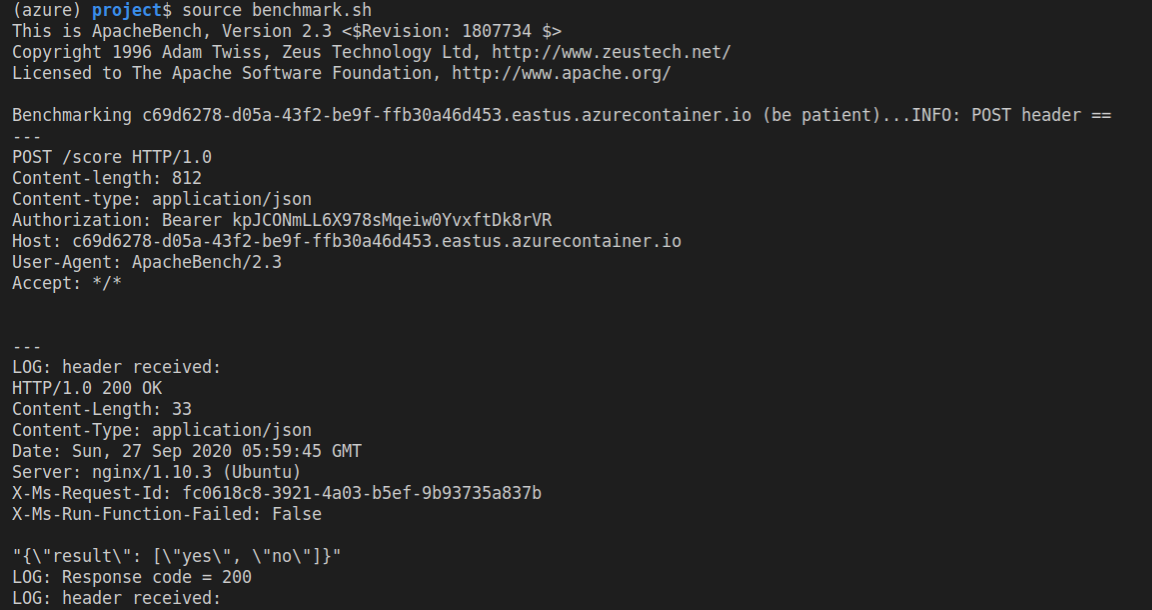 (azure) project$ source benchmark.sh
This is ApacheBench, Version 2.3 <$Revision: 1807734 $>
Copyright 1996 Adam Twiss, Zeus Technology Ltd, http://www.zeustech.net/
Licensed to The Apache Software Foundation, http://www.apache.org/

Benchmarking c69d6278-d05a-43f2-be9f-ffb30a46d453.eastus.azurecontainer.io (be patient)...INFO: POST header ==
---
POST /score HTTP/1.0
Content-length: 812
Content-type: application/json
Authorization: Bearer kpJCONmLL6X978sMqeiw0YvxftDk8rVR
Host: c69d6278-d05a-43f2-be9f-ffb30a46d453.eastus.azurecontainer.io
User-Agent: ApacheBench/2.3
Accept: */*

---
LOG: header received:
HTTP/1.0 200 OK
Content-Length: 33
Content-Type: application/json
Date: Sun, 27 Sep 2020 05:59:45 GMT
Server: nginx/1.10.3 (Ubuntu)
X-Ms-Request-Id: fc0618c8-3921-4a03-b5ef-9b93735a837b
X-Ms-Run-Function-Failed: False

"{\"result\": [\"yes\", \"no\"]}"
LOG: Response code = 200
LOG: header received: